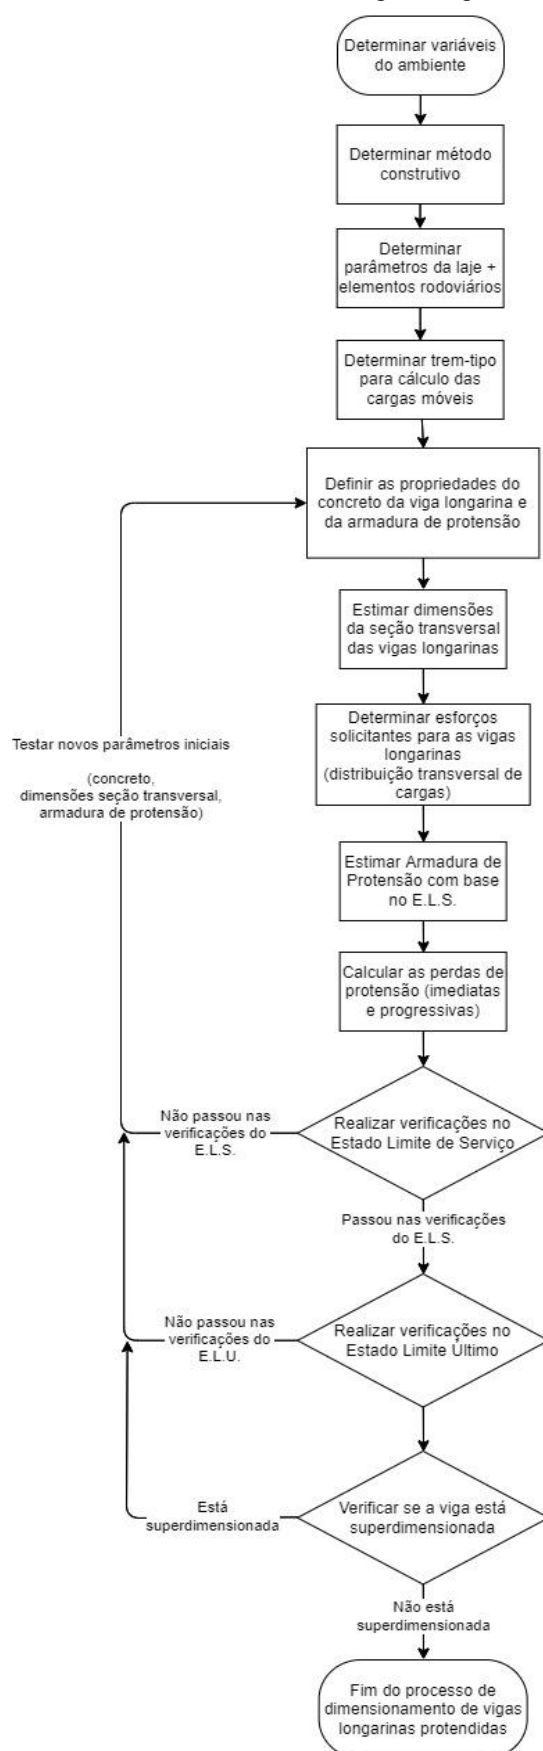 Determinar variáveis
do ambiente
Determinar método
construtivo
Determinar
parâmetros da laje +
elementos rodoviários
Determinar trem-tipo
para cálculo das
cargas móveis
Definir as propriedades do
concreto da viga longarina e
da armadura de protensão
Estimar dimensões
da seção transversal
das vigas longarinas
Testar novos parâmetros iniciais
(concreto,
dimensões seção transversal,
armadura de protensão)
Determinar esforços
solicitantes para as vigas
longarinas
(distribuição transversal de
cargas)
Estimar Armadura de
Protensão com base
no E.L.S.
Calcular as perdas de
protensão (imediatas
e progressivas)
Não passou nas
verificações do
E.L.S.
Realizar verificações no
Estado Limite de Serviço
Passou nas verificações
do E.L.S.
Não passou nas
verificações do
E.L.U.
Realizar verificações no
Estado Limite Último
Está
superdimensionada
Verificar se a viga está
superdimensionada
Não está
superdimensionada
Fim do processo de
dimensionamento de vigas
longarinas protendidas